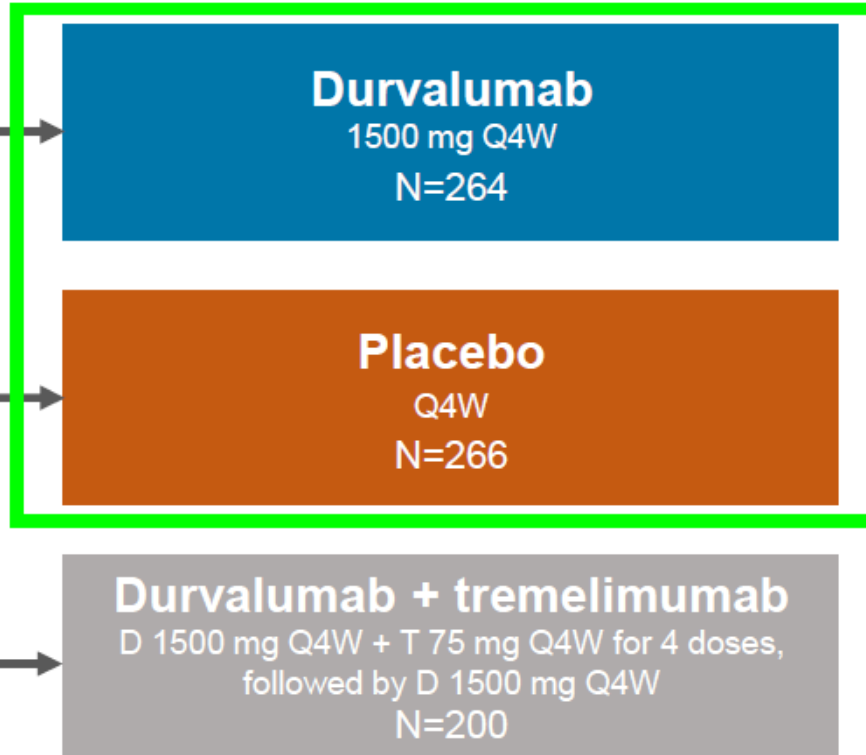 Durvalumab
1500 mg Q4W
N=264
Placebo
Q4W
N=266
Durvalumab + tremelimumab
D 1500 mg Q4W + T 75 mg Q4W for 4 doses,
followed by D 1500 mg Q4W
N=200